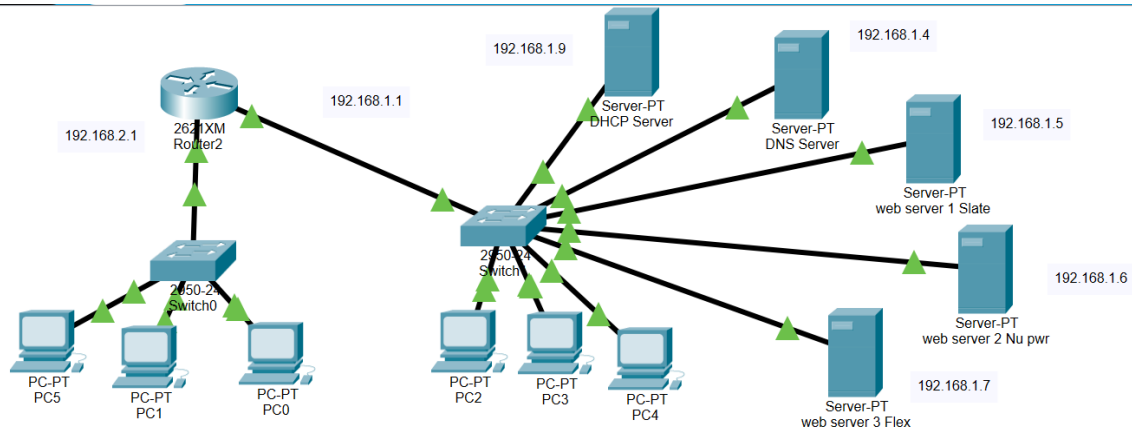 192.168.1.9
192.168.1.4
192.168.1.1
192.168.2.1
192.168.1.5
192.168.1.6
192.168.1.7
2621XM
Router2
Server-PT
DHCP Server
Server-PT
DNS Server
Server-PT
web server 1 Slate
Server-PT
web server 2 Nu pwr
Server-PT
web server 3 Flex
2950-24
Switch0
2950-24
Switch
PC-PT
PC5
PC-PT
PC1
PC-PT
PC0
PC-PT
PC2
PC-PT
PC3
PC-PT
PC4